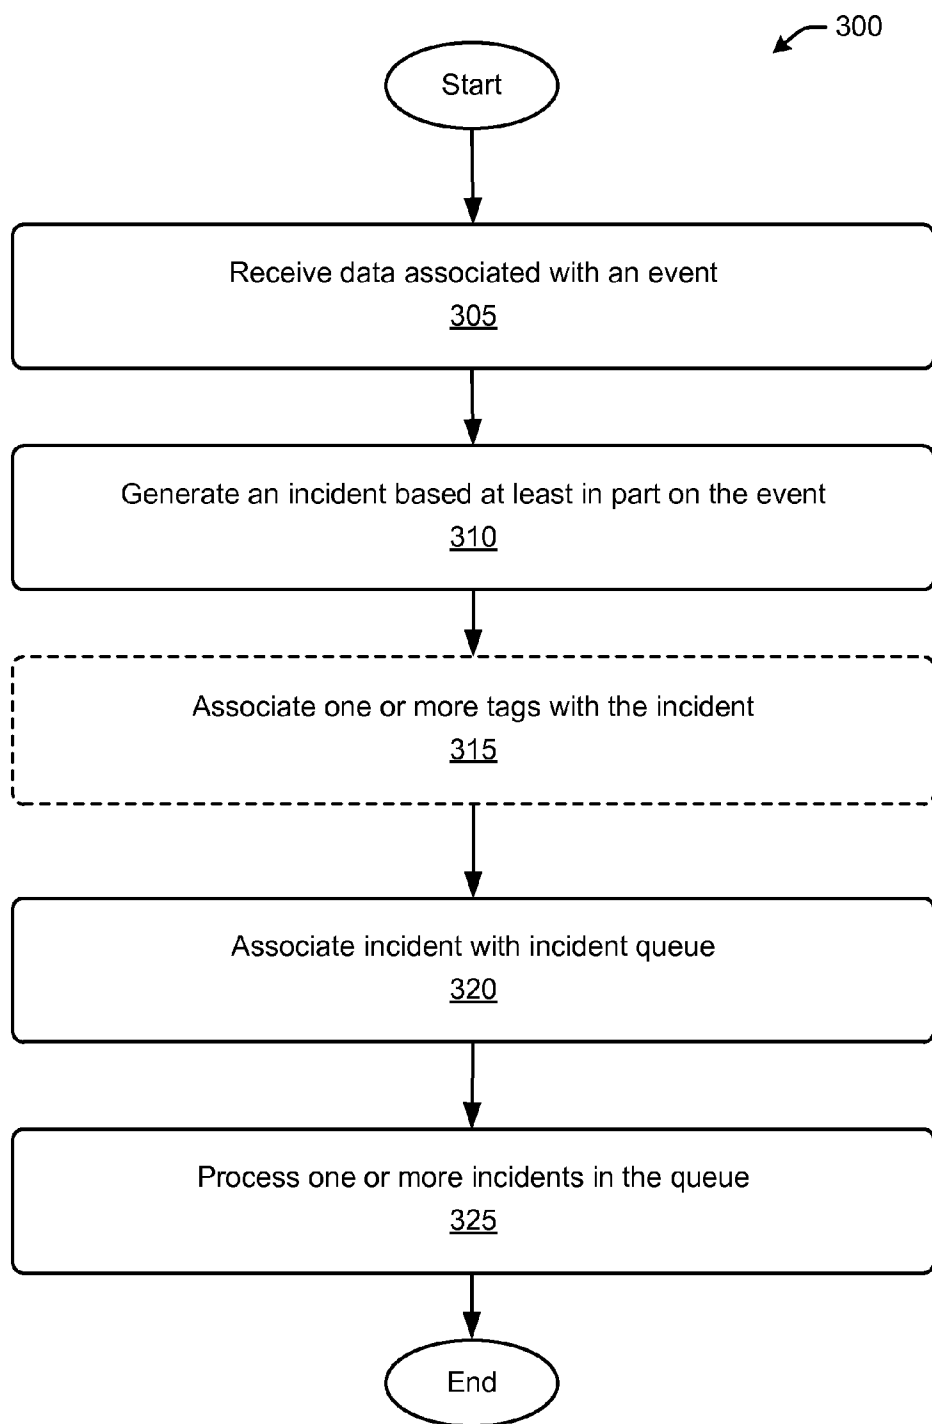 300
Start
Receive data associated with an event
305
Generate an incident based at least in part on the event
310
Associate one or more tags with the incident
315
Associate incident with incident queue
320
Process one or more incidents in the queue
325
End